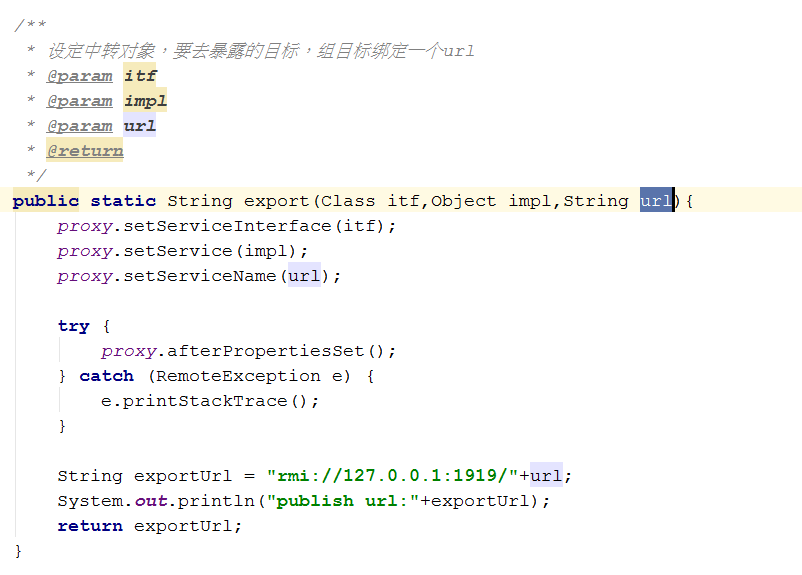 /**
 * 设定中转对象，要去暴露的目标，组目标绑定一个url
 * @param itf
 * @param impl
 * @param url
 * @return
 */
public static String export(Class itf,Object impl,String url){
    proxy.setServiceInterface(itf);
    proxy.setService(impl);
    proxy.setServiceName(url);

    try {
        proxy.afterPropertiesSet();
    } catch (RemoteException e) {
        e.printStackTrace();
    }

    String exportUrl = "rmi://127.0.0.1:1919/"+url;
    System.out.println("publish url:"+exportUrl);
    return exportUrl;
}